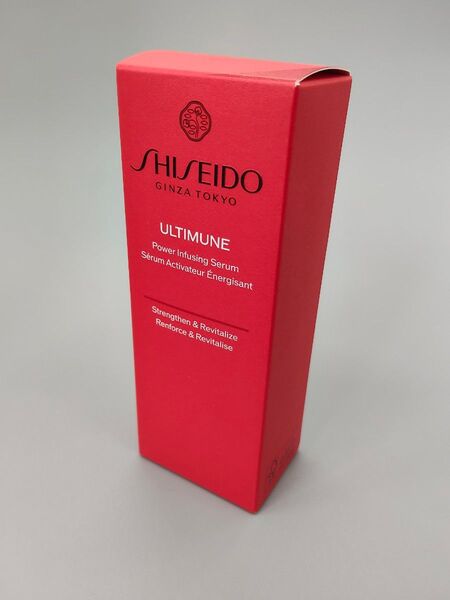 SHISEIDO
GINZA TOKYO
ULTIMUNE
Power Infusing Serum
Sérum Activateur Énergisant
Strengthen & Revitalize
Renforce & Revitalise